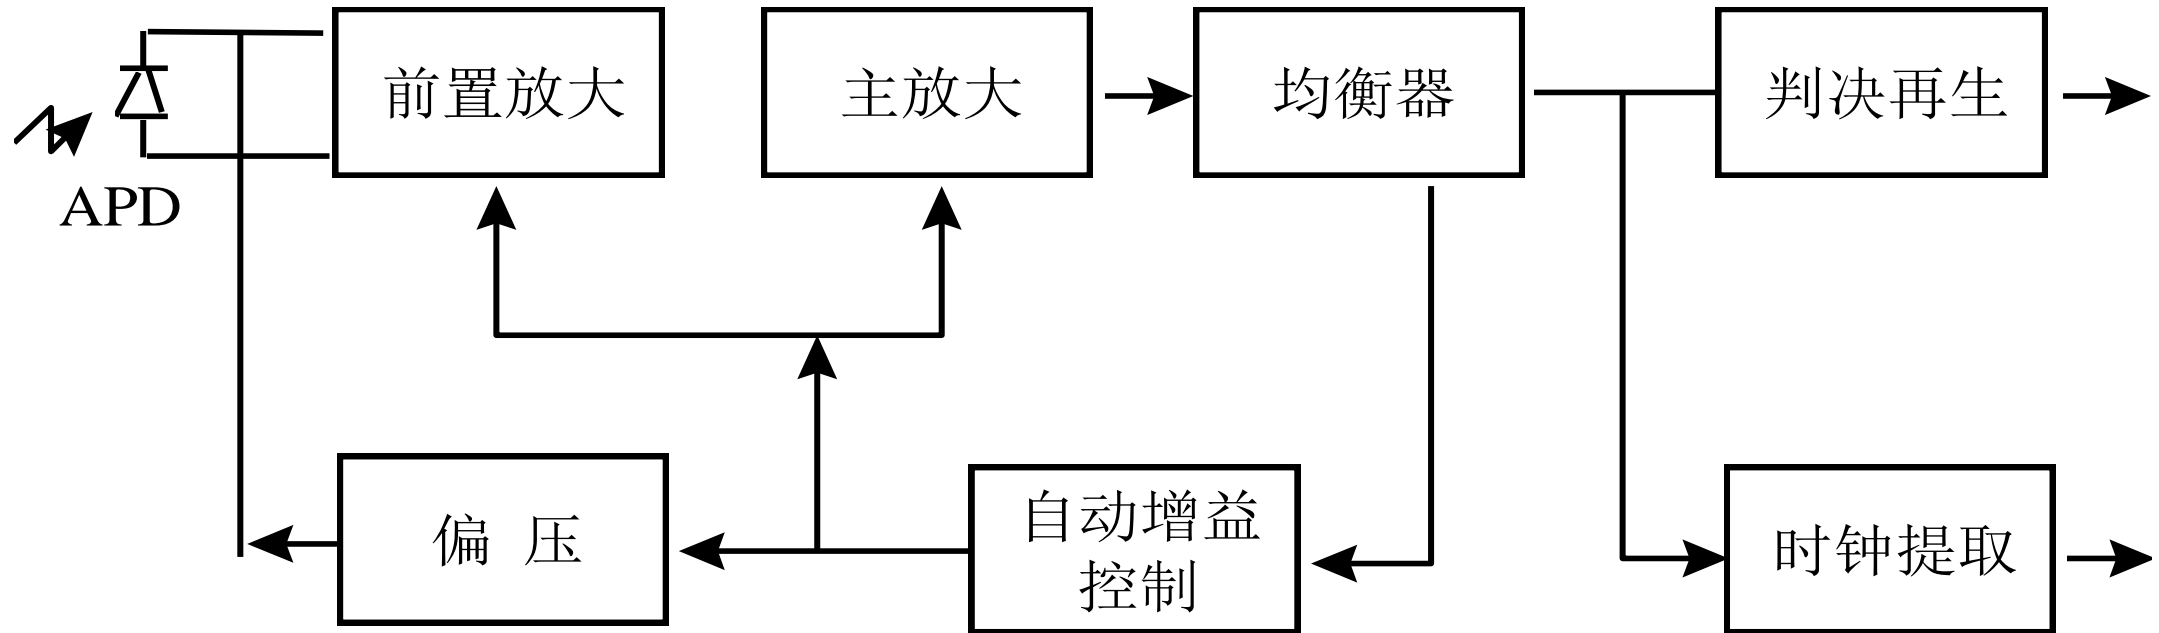 前置放大
主放大
均衡器
判决再生
APD
偏 压
自动增益
控制
时钟提取